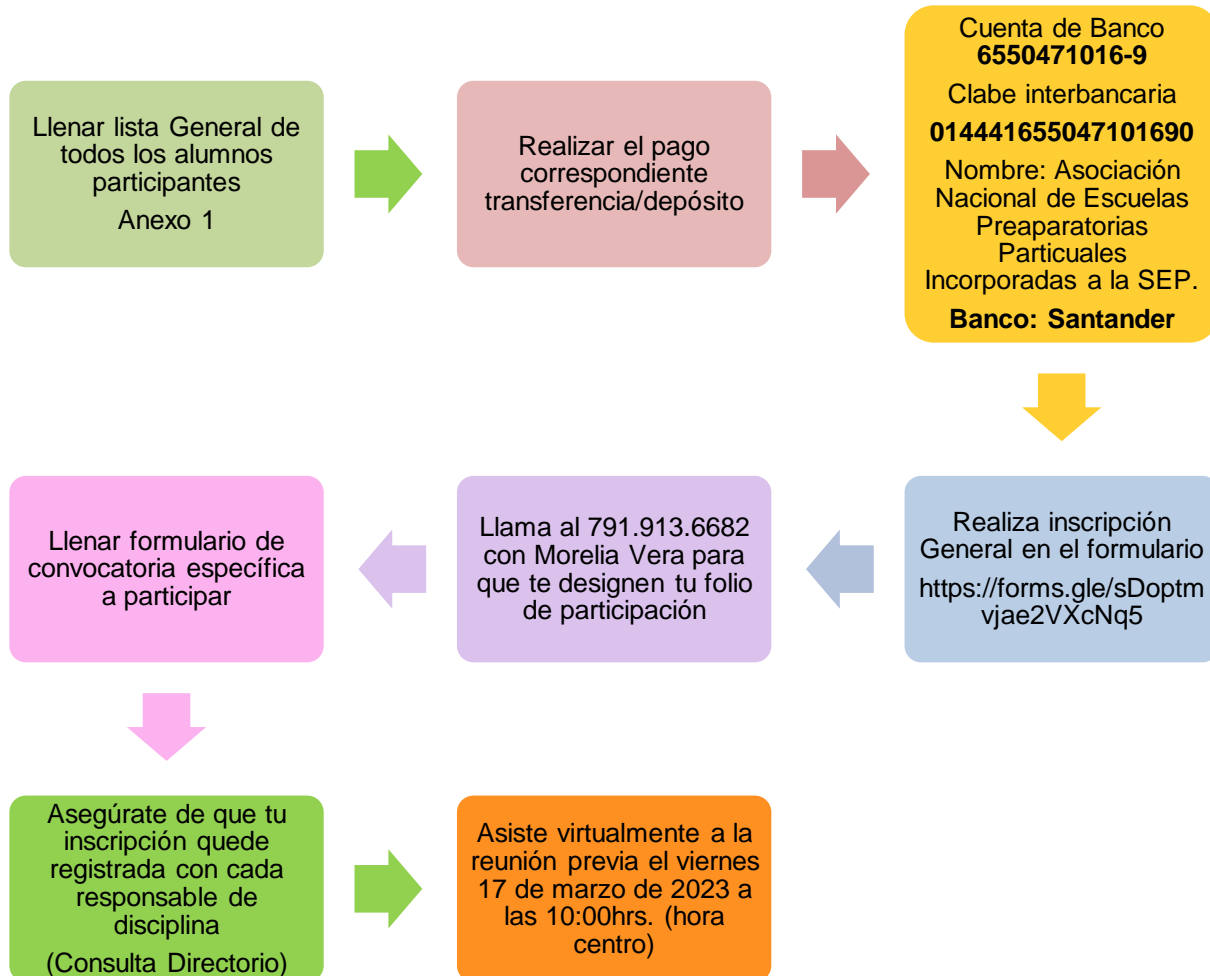 Llenar lista General de
todos los alumnos
participantes
Anexo 1
Realizar el pago
correspondiente
transferencia/depósito
Cuenta de Banco
6550471016-9
Clabe interbancaria
014441655047101690
Nombre: Asociación
Nacional de Escuelas
Preaparatorias
Particuales
Incorporadas a la SEP.
Banco: Santander
Realiza inscripción
General en el formulario
https://forms.gle/sDoptm
vjae2VXcNq5
Llama al 791.913.6682
con Morelia Vera para
que te designen tu folio
de participación
Llenar formulario de
convocatoria específica
a participar
Asegúrate de que tu
inscripción quede
registrada con cada
responsable de
disciplina
(Consulta Directorio)
Asiste virtualmente a la
reunión previa el viernes
17 de marzo de 2023 a
las 10:00hrs. (hora
centro)